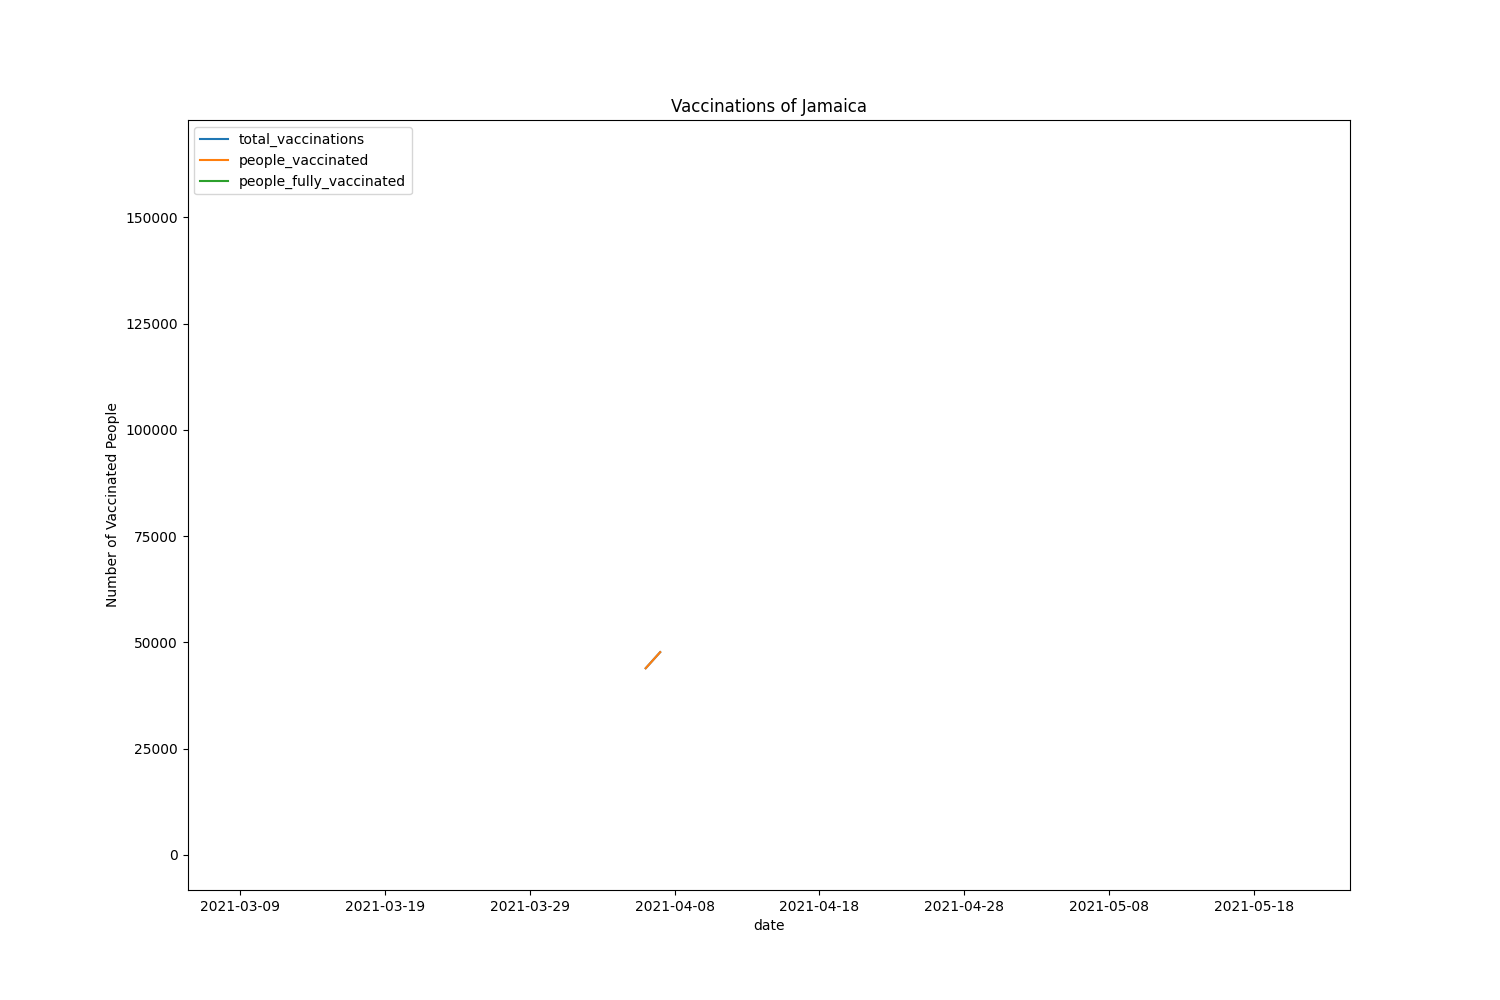 Vaccinations of Jamaica
total_vaccinations
people_vaccinated
people_fully_vaccinated
150000
125000
100000
75000
50000
25000
0
Number of Vaccinated People
2021-03-09 2021-03-19 2021-03-29 2021-04-08 2021-04-18 2021-04-28 2021-05-08 2021-05-18
date